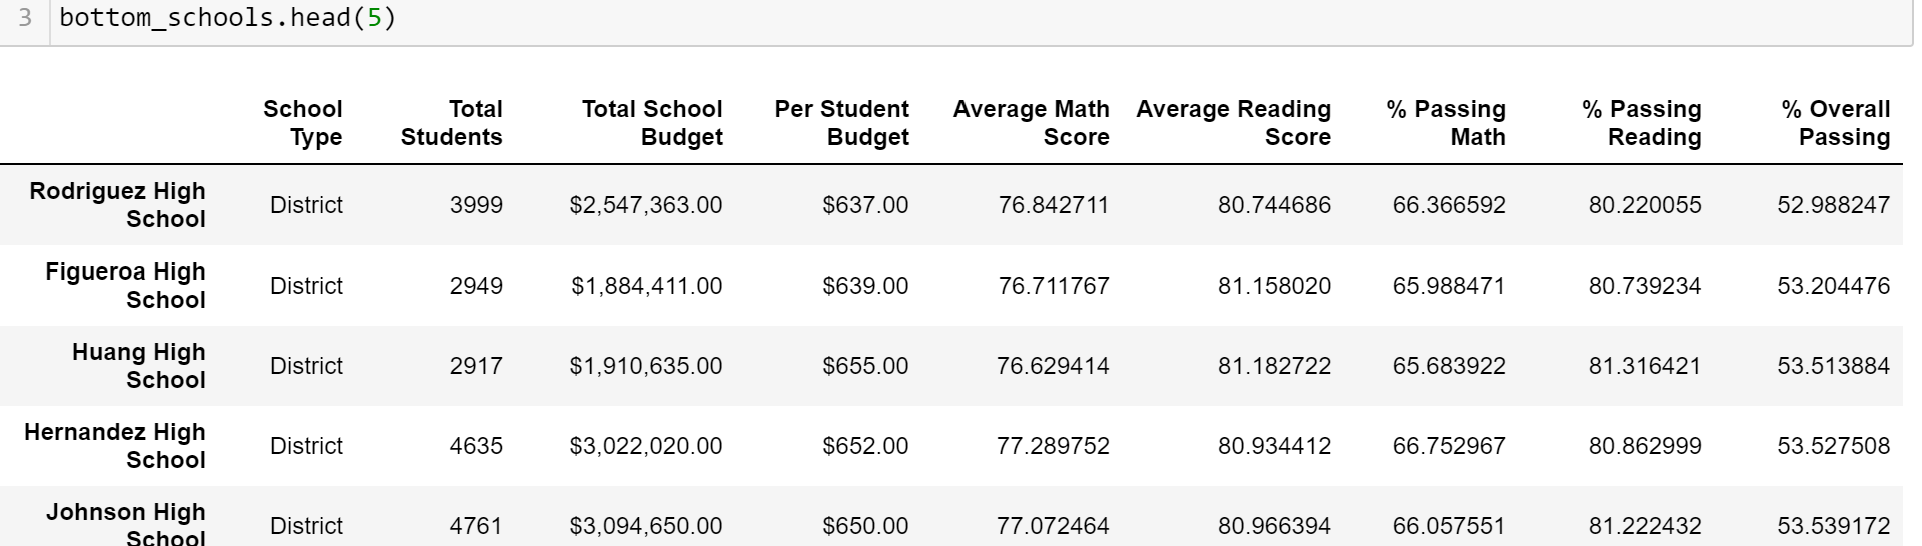 3 bottom_schools.head(5)
School Type Total Students Total School Budget Per Student Budget Average Math Score Average Reading Score % Passing Math % Passing Reading % Overall Passing
Rodriguez High School District 3999 $2,547,363.00 $637.00 76.842711 80.744686 66.366592 80.220055 52.988247
Figueroa High School District 2949 $1,884,411.00 $639.00 76.711767 81.158020 65.988471 80.739234 53.204476
Huang High School District 2917 $1,910,635.00 $655.00 76.629414 81.182722 65.683922 81.316421 53.513884
Hernandez High School District 4635 $3,022,020.00 $652.00 77.289752 80.934412 66.752967 80.862999 53.527508
Johnson High School District 4761 $3,094,650.00 $650.00 77.072464 80.966394 66.057551 81.222432 53.539172